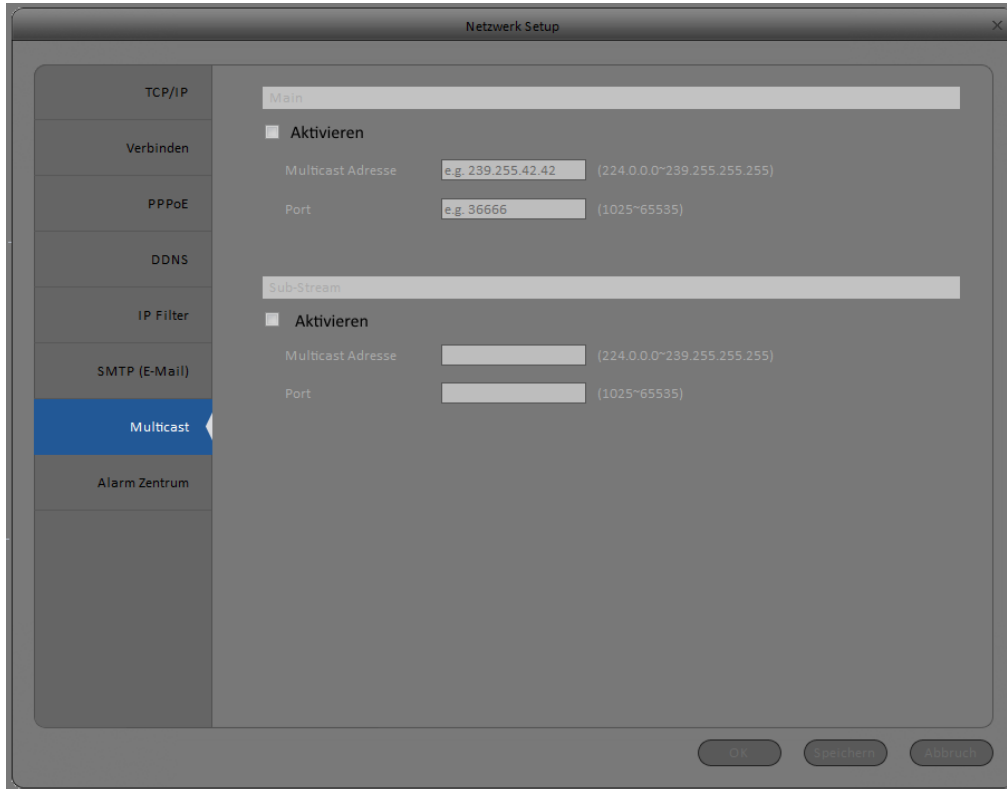 Netzwerk Setup
TCP/IP
Verbinden
PPPoE
DDNS
IP Filter
SMTP (E-Mail)
Multicast
Alarm Zentrum
Main
Aktivieren
Multicast Adresse e.g. 239.255.42.42 (224.0.0.0~239.255.255.255)
Port e.g. 36666 (1025~65535)
Sub-Stream
Aktivieren
Multicast Adresse (224.0.0.0~239.255.255.255)
Port (1025~65535)
OK Speichern Abbruch